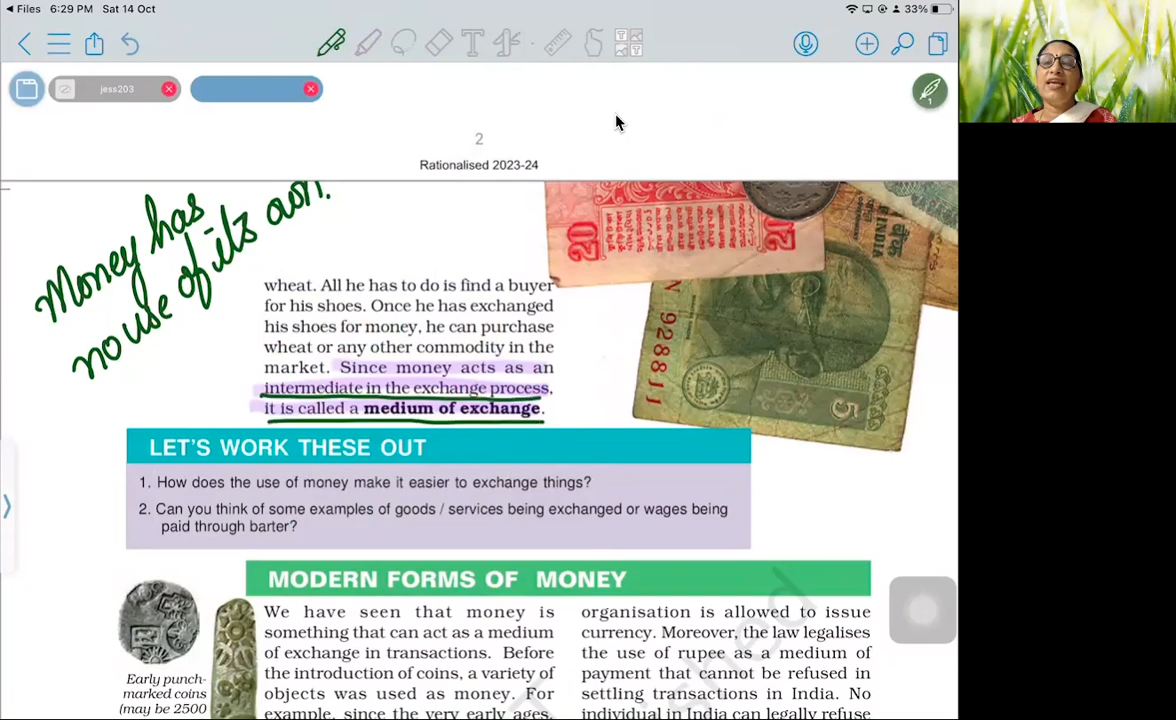 Files 6:29 PM Sat 14 Oct
33%
jess203
1
2
Rationalised 2023-24
Money has
no use of its own.
20
20
INDIA
N 9288
5
wheat. All he has to do is find a buyer
for his shoes. Once he has exchanged
his shoes for money, he can purchase
wheat or any other commodity in the
market. Since money acts as an
intermediate in the exchange process,
it is called a medium of exchange.
LET'S WORK THESE OUT
1. How does the use of money make it easier to exchange things?
2. Can you think of some examples of goods / services being exchanged or wages being
paid through barter?
MODERN FORMS OF MONEY
We have seen that money is
something that can act as a medium
of exchange in transactions. Before
the introduction of coins, a variety of
objects was used as money. For
example, since the very early ages,
organisation is allowed to issue
currency. Moreover, the law legalises
the use of rupee as a medium of
payment that cannot be refused in
settling transactions in India. No
individual in India can legally refuse
Early punch-
marked coins
(may be 2500